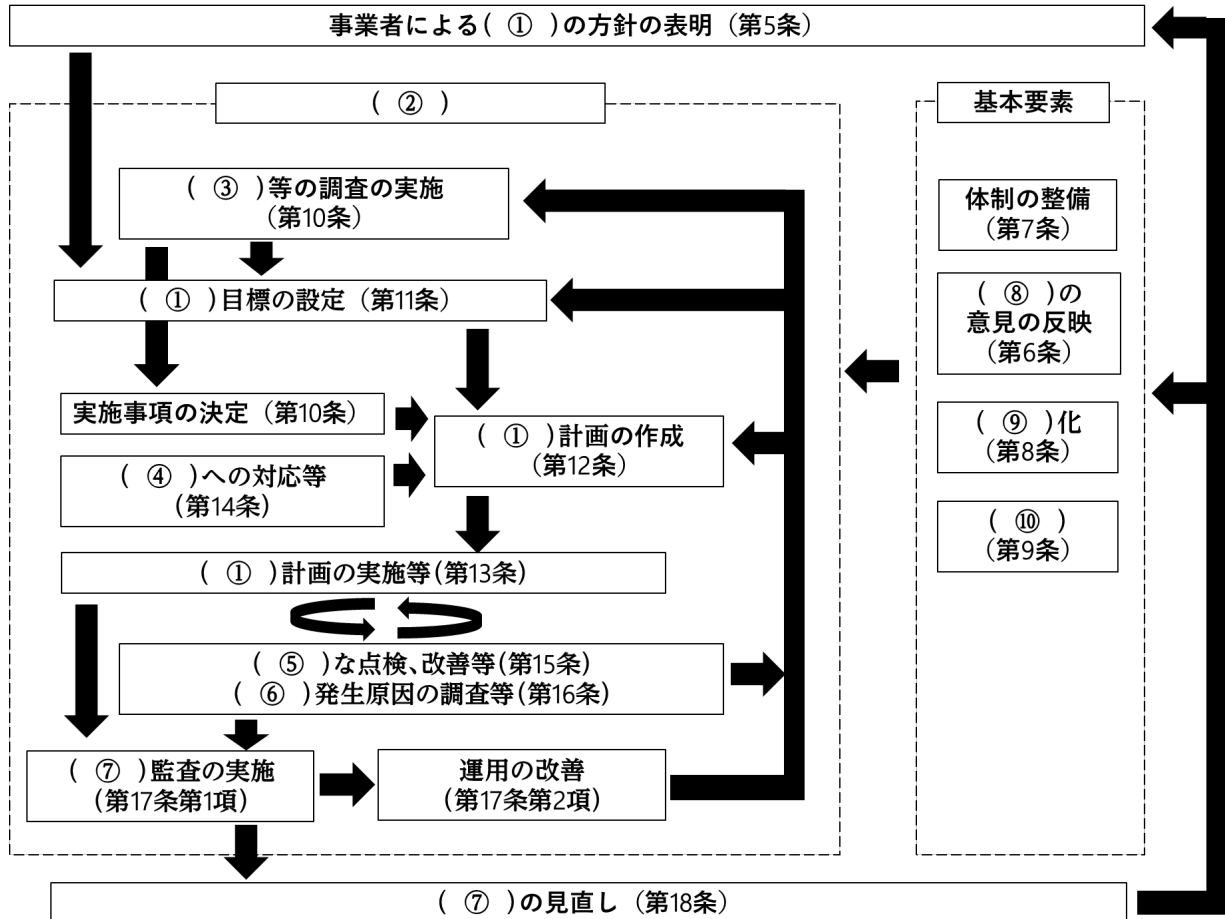 事業者による( ① )の方針の表明（第5条）
( ② )
( ③ )等の調査の実施
（第10条）
( ① )目標の設定（第11条）
実施事項の決定（第10条）
( ① )計画の作成
（第12条）
( ④ )への対応等
(第14条)
( ① )計画の実施等(第13条)
( ⑤ )な点検、改善等(第15条)
( ⑥ )発生原因の調査等(第16条)
( ⑦ )監査の実施
(第17条第1項)
運用の改善
(第17条第2項)
( ⑦ )の見直し（第18条）
基本要素
体制の整備
（第7条）
( ⑧ )の
意見の反映
（第6条）
( ⑨ )化
（第8条）
( ⑩ )
（第9条）